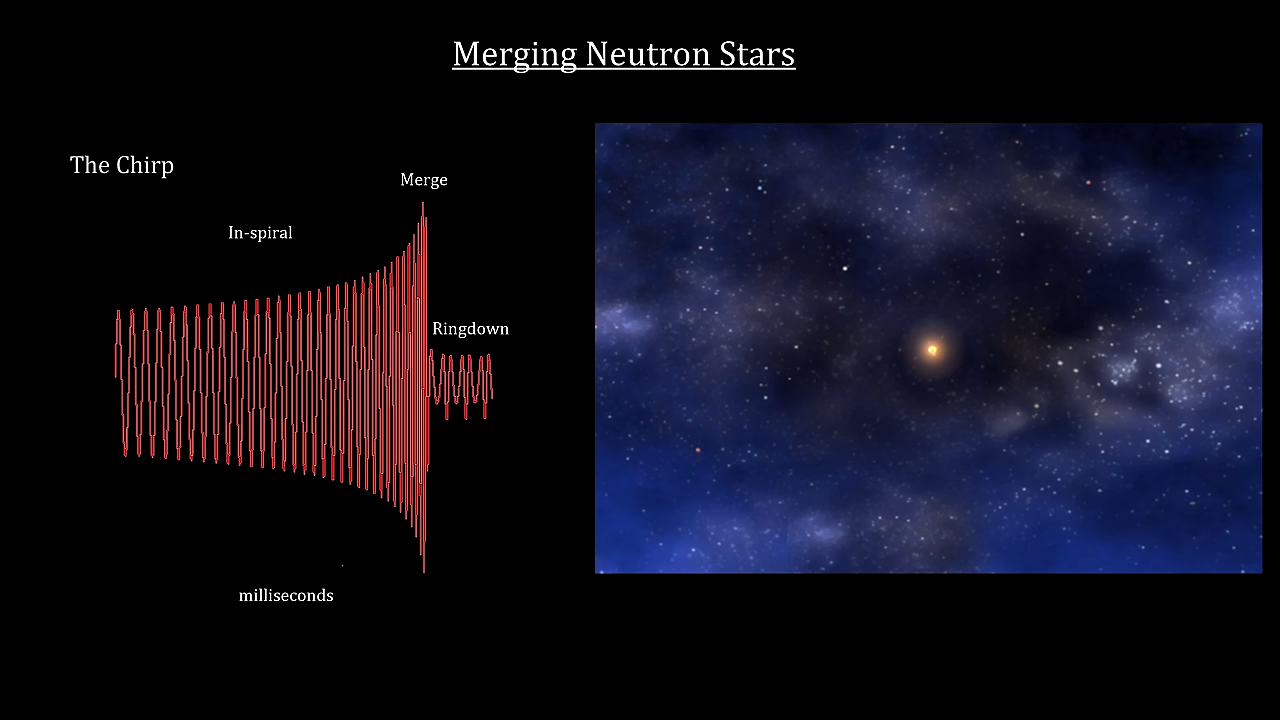 Merging Neutron Stars
The Chirp
Merge
In-spiral
Ringdown
milliseconds